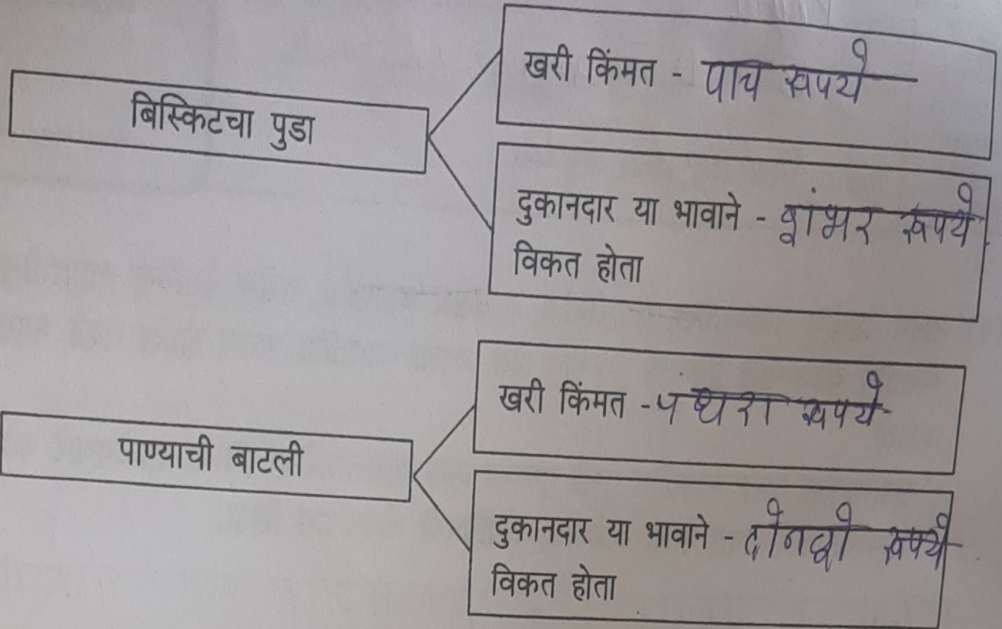 खरी किंमत - पाच रुपये
बिस्किटचा पुडा
दुकानदार या भावाने - शंभर रुपये
विकत होता
खरी किंमत - पंधरा रुपये
पाण्याची बाटली
दुकानदार या भावाने - दोनशे रुपये
विकत होता